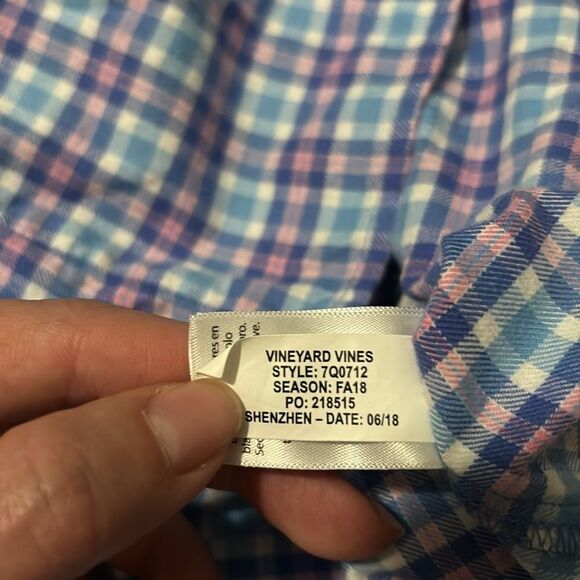 VINEYARD VINES
STYLE: 7Q0712
SEASON: FA18
PO: 218515
SHENZHEN – DATE: 06/18